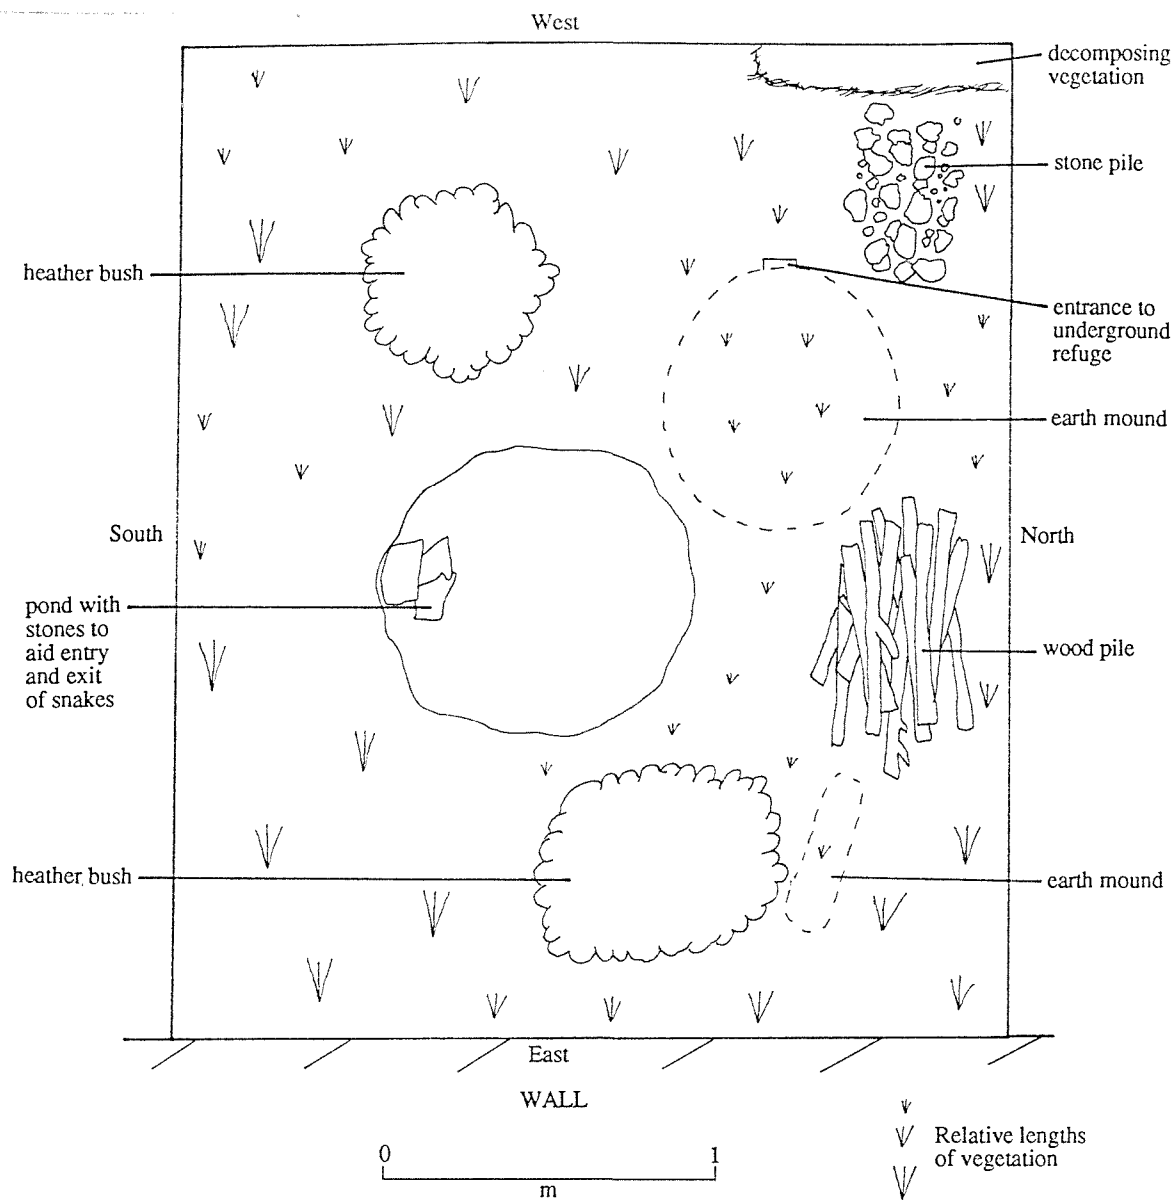 West
decomposing
vegetation
stone pile
heather bush
entrance to
underground
refuge
earth mound
South
North
pond with
stones to
aid entry
and exit
of snakes
wood pile
heather bush
earth mound
East
WALL
0 1
m
Relative lengths
of vegetation